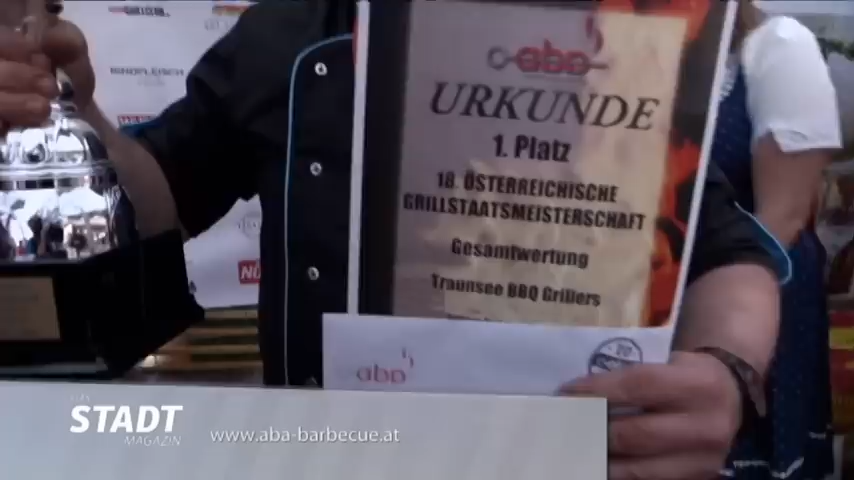 aba
URKUNDE
1. Platz
18. ÖSTERREICHISCHE
GRILLSTAATSMEISTERSCHAFT
Gesamtwertung
Traunsee BBQ Grillers
aba
STADT
MAGAZIN
www.aba-barbecue.at